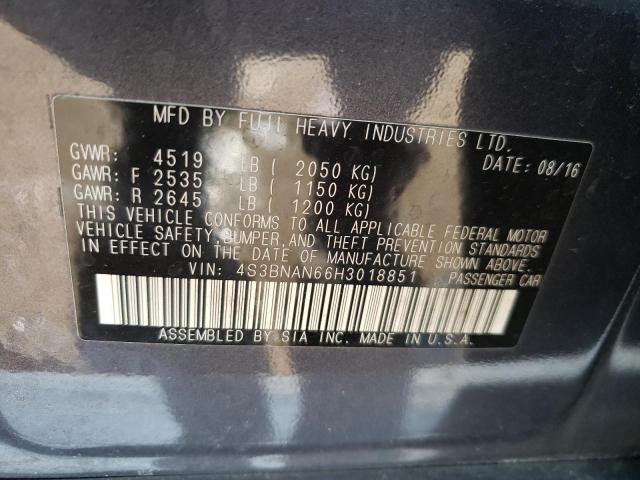 MFD BY FUJI HEAVY INDUSTRIES LTD.
GVWR: 4519 LB ( 2050 KG) DATE: 08/16
GAWR: F 2535 LB ( 1150 KG)
GAWR: R 2645 LB ( 1200 KG)
THIS VEHICLE CONFORMS TO ALL APPLICABLE FEDERAL MOTOR
VEHICLE SAFETY,BUMPER,AND THEFT PREVENTION STANDARDS
IN EFFECT ON THE DATE OF MANUFACTURE SHOWN ABOVE.
VIN: 4S3BNAN66H3018851 PASSENGER CAR
ASSEMBLED BY SIA INC. MADE IN U.S.A.